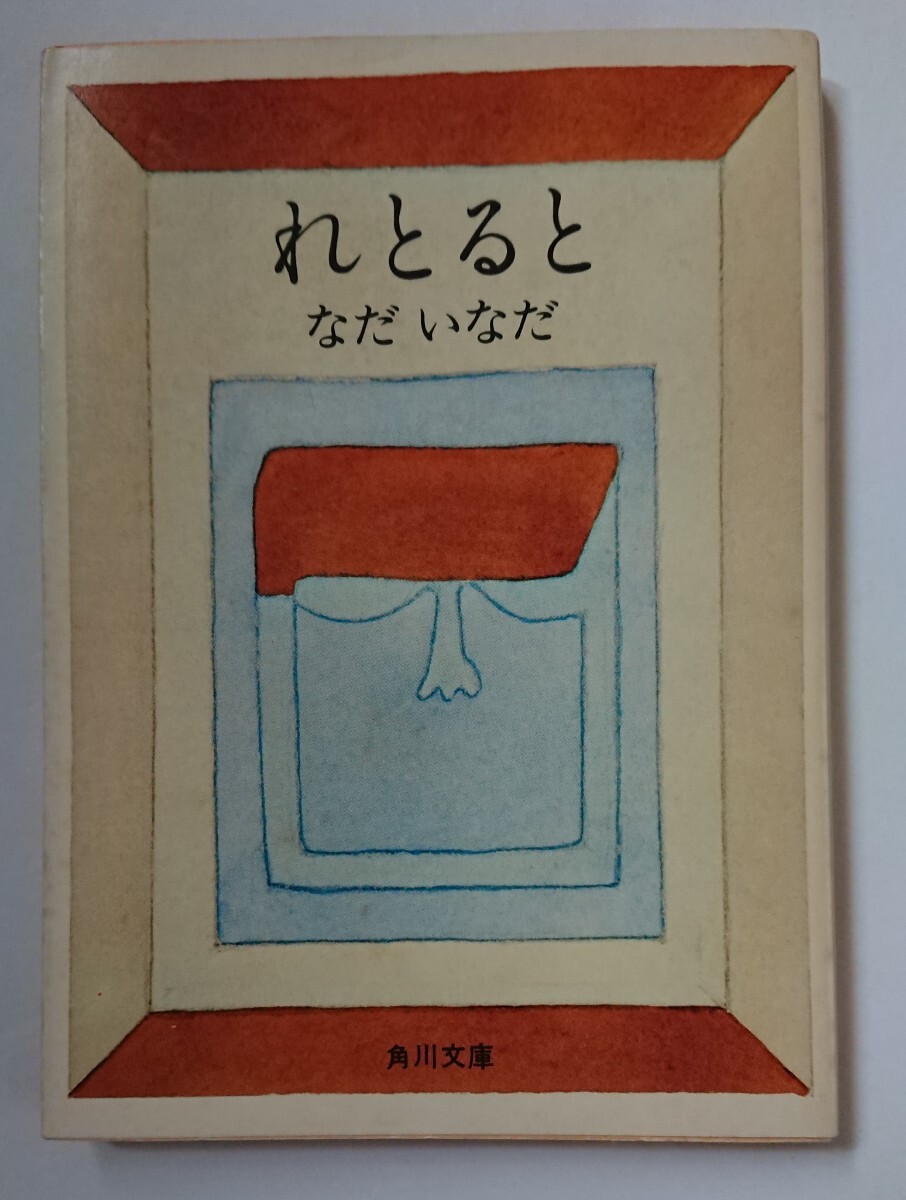 れとると
なだ いなだ
角川文庫